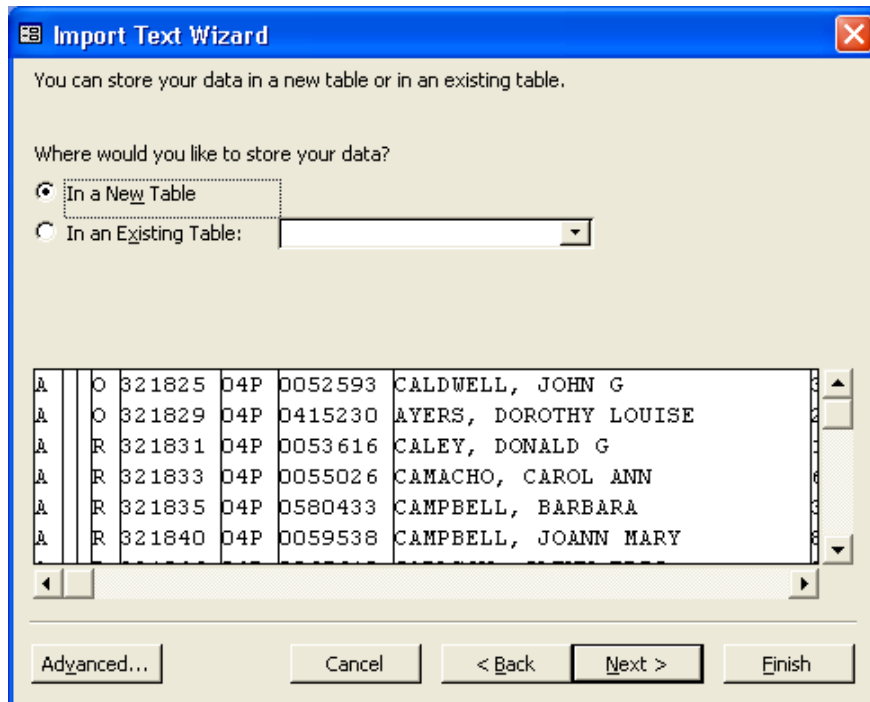 Import Text Wizard
You can store your data in a new table or in an existing table.
Where would you like to store your data?
In a New Table
In an Existing Table:
A O 321825 04P 0052593 CALDWELL, JOHN G
A O 321829 04P 0415230 AYERS, DOROTHY LOUISE
A R 321831 04P 0053616 CALEY, DONALD G
A R 321833 04P 0055026 CAMACHO, CAROL ANN
A R 321835 04P 0580433 CAMPBELL, BARBARA
A R 321840 04P 0059538 CAMPBELL, JOANN MARY
Advanced... Cancel < Back Next > Finish